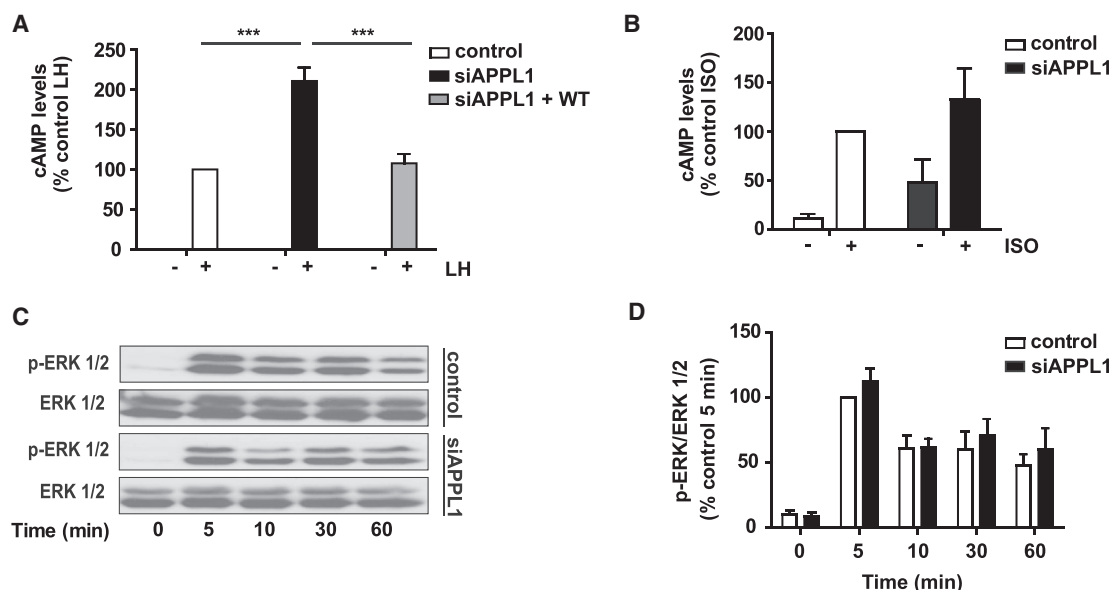 A
cAMP levels
(% control LH)
250
200
150
100
50
0
***
***
control
siAPPL1
siAPPL1 + WT
- + - + - + LH
B
cAMP levels
(% control ISO)
200
150
100
50
0
control
siAPPL1
- + - + ISO
C
p-ERK 1/2
ERK 1/2
control
p-ERK 1/2
ERK 1/2
siAPPL1
Time (min) 0 5 10 30 60
D
p-ERK/ERK 1/2
(% control 5 min)
150
100
50
0
control
siAPPL1
0 5 10 30 60
Time (min)